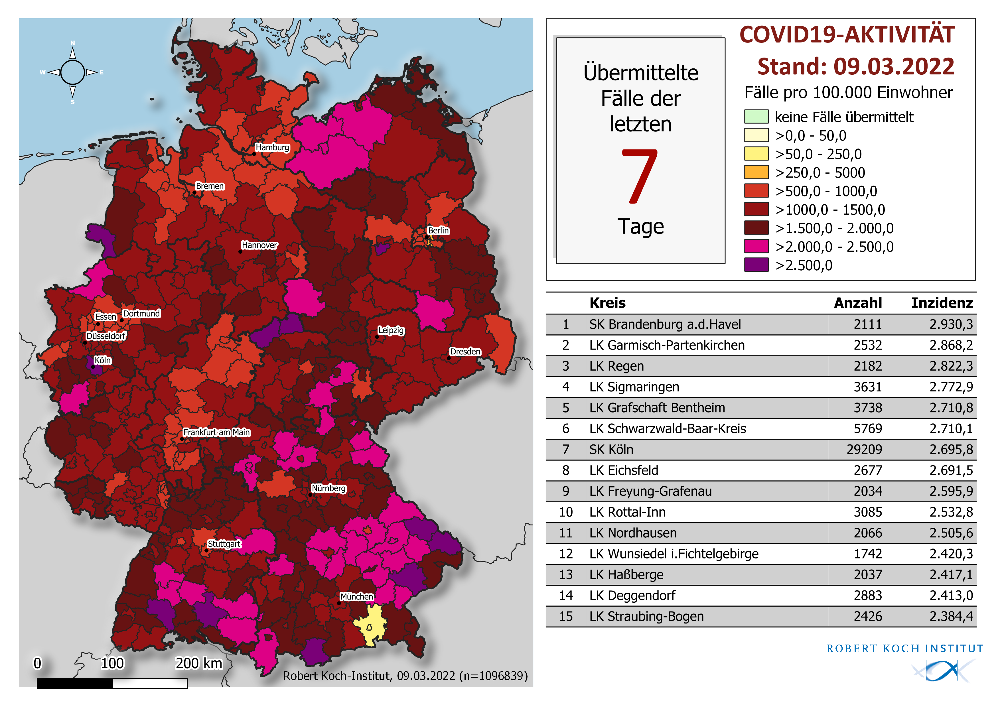 N
W
E
S
Hamburg
Bremen
Berlin
Hannover
Essen
Dortmund
Düsseldorf
Leipzig
Dresden
Köln
Frankfurt am Main
Nürnberg
Stuttgart
München
0 100 200 km
Robert Koch-Institut, 09.03.2022 (n=1096839)
Übermittelte
Fälle der
letzten
7
Tage
COVID19-AKTIVITÄT
Stand: 09.03.2022
Fälle pro 100.000 Einwohner
keine Fälle übermittelt
>0,0 - 50,0
>50,0 - 250,0
>250,0 - 5000
>500,0 - 1000,0
>1000,0 - 1500,0
>1.500,0 - 2.000,0
>2.000,0 - 2.500,0
>2.500,0
Kreis Anzahl Inzidenz
1 SK Brandenburg a.d.Havel 2111 2.930,3
2 LK Garmisch-Partenkirchen 2532 2.868,2
3 LK Regen 2182 2.822,3
4 LK Sigmaringen 3631 2.772,9
5 LK Grafschaft Bentheim 3738 2.710,8
6 LK Schwarzwald-Baar-Kreis 5769 2.710,1
7 SK Köln 29209 2.695,8
8 LK Eichsfeld 2677 2.691,5
9 LK Freyung-Grafenau 2034 2.595,9
10 LK Rottal-Inn 3085 2.532,8
11 LK Nordhausen 2066 2.505,6
12 LK Wunsiedel i.Fichtelgebirge 1742 2.420,3
13 LK Haßberge 2037 2.417,1
14 LK Deggendorf 2883 2.413,0
15 LK Straubing-Bogen 2426 2.384,4
ROBERT KOCH INSTITUT